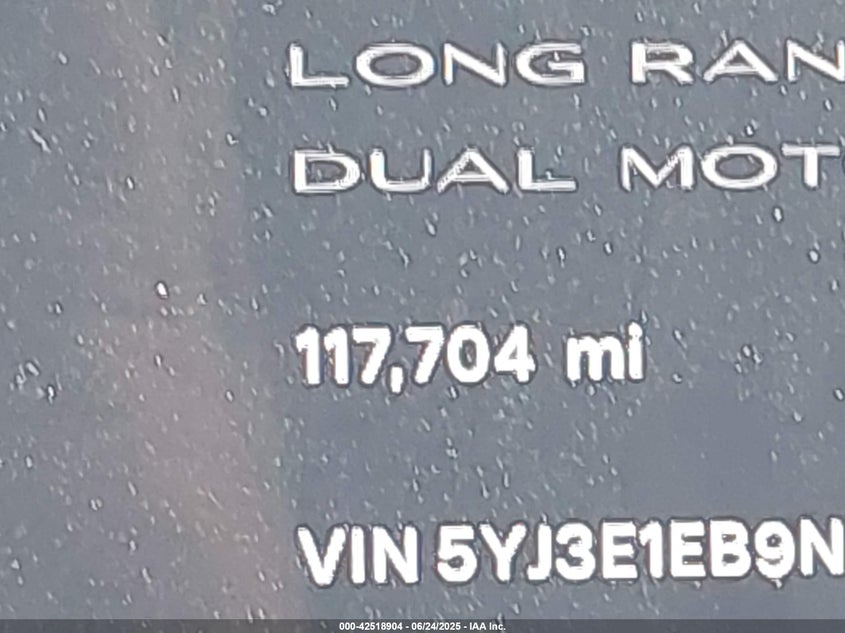 LONG RAN
DUAL MOT
117,704 mi
VIN 5YJ3E1EB9N
000-42518904 - 06/24/2025 - IAA Inc.